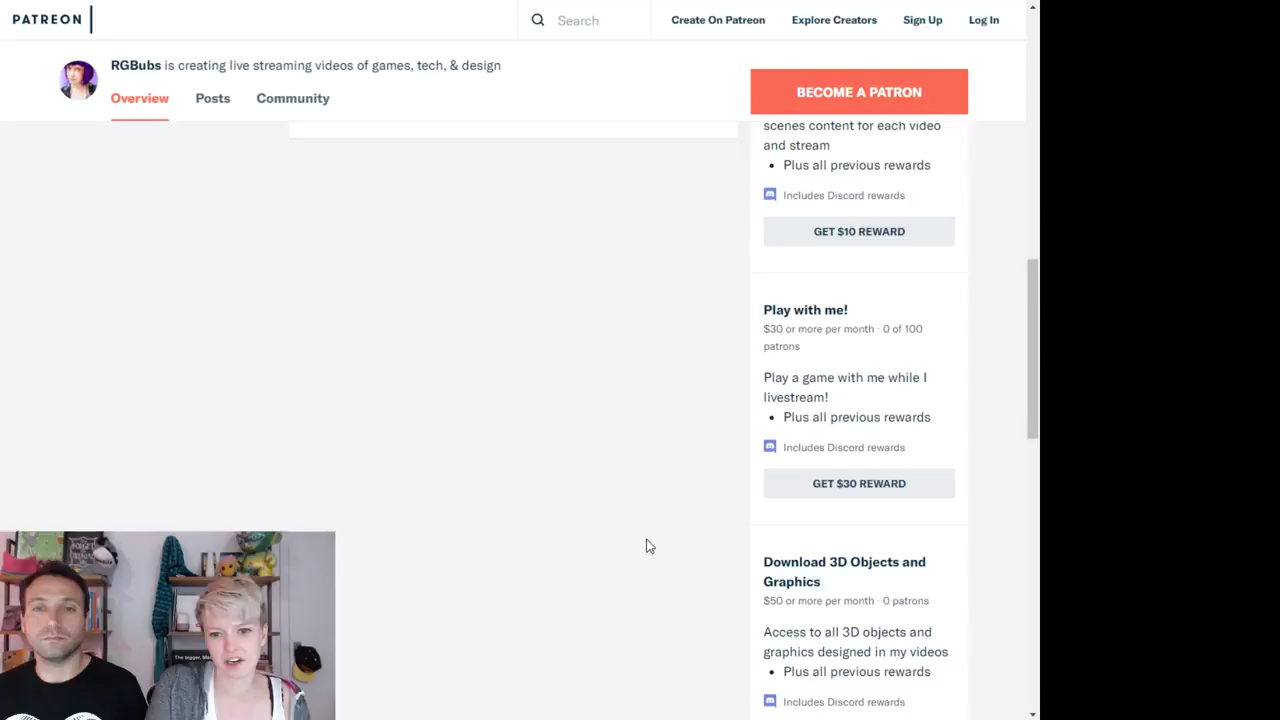 PATREON
Search
Create On Patreon
Explore Creators
Sign Up
Log In
RGBubs is creating live streaming videos of games, tech, & design
Overview
Posts
Community
BECOME A PATRON
scenes content for each video
and stream
• Plus all previous rewards
Includes Discord rewards
GET $10 REWARD
Play with me!
$30 or more per month · 0 of 100
patrons
Play a game with me while I
livestream!
• Plus all previous rewards
Includes Discord rewards
GET $30 REWARD
Download 3D Objects and
Graphics
$50 or more per month · 0 patrons
Access to all 3D objects and
graphics designed in my videos
• Plus all previous rewards
Includes Discord rewards
The bigger,